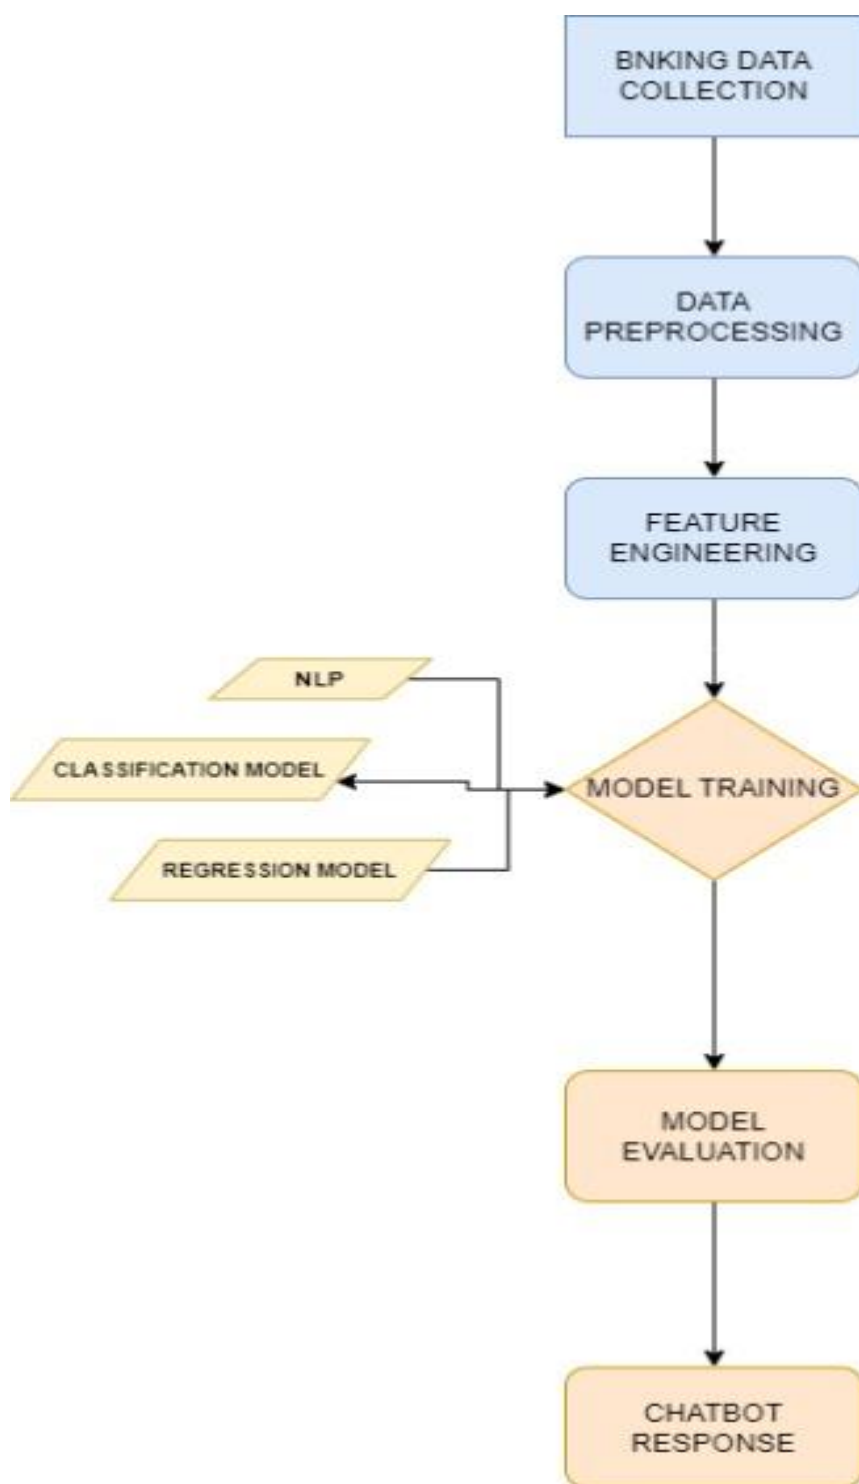 BNKING DATA
COLLECTION
DATA
PREPROCESSING
FEATURE
ENGINEERING
NLP
CLASSIFICATION MODEL
MODEL TRAINING
REGRESSION MODEL
MODEL
EVALUATION
CHATBOT
RESPONSE